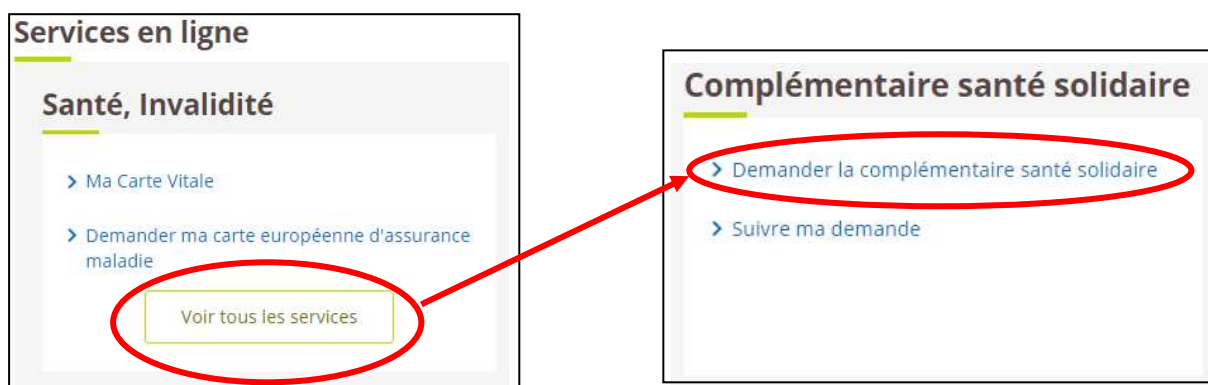 Services en ligne
Santé, Invalidité
Ma Carte Vitale
Demander ma carte européenne d'assurance
maladie
Voir tous les services
Complémentaire santé solidaire
Demander la complémentaire santé solidaire
Suivre ma demande